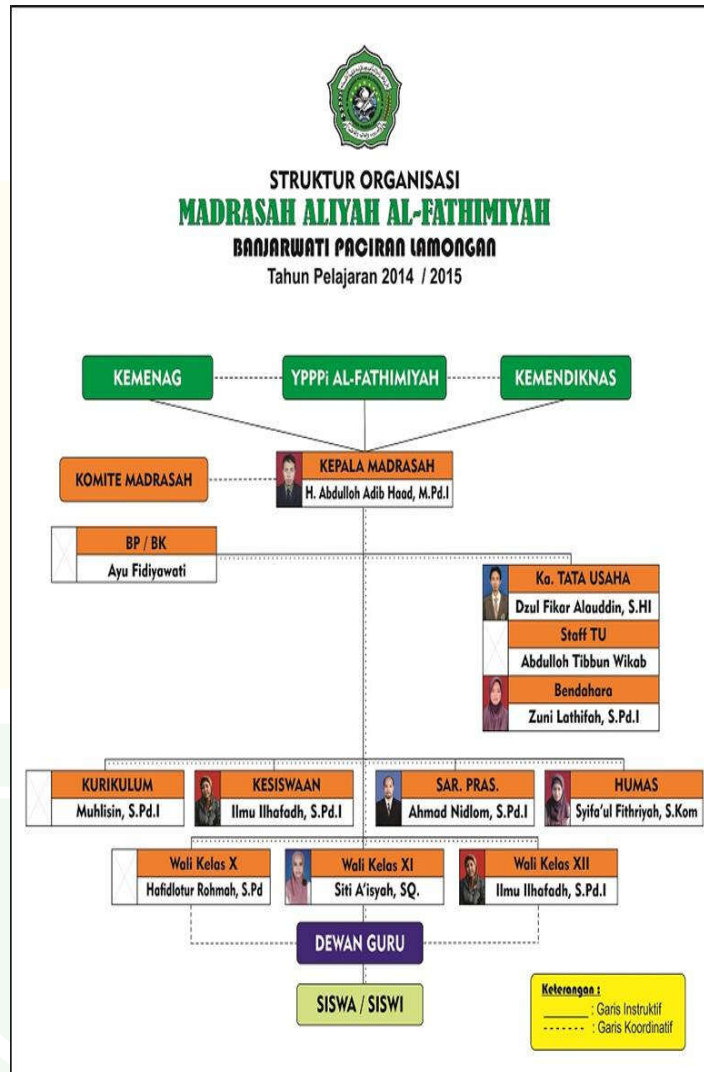 STRUKTUR ORGANISASI
MADRASAH ALIYAH AL-FATHIMIYAH
BANJARWATI PACIRAN LAMONGAN
Tahun Pelajaran 2014 / 2015
KEMENAG
YPPPi AL-FATHIMIYAH
KEMENDIKNAS
KOMITE MADRASAH
KEPALA MADRASAH
H. Abdulloh Adib Haad, M.Pd.I
BP / BK
Ayu Fidiyawati
Ka. TATA USAHA
Dzul Fikar Alauddin, S.HI
Staff TU
Abdulloh Tibbun Wikab
Bendahara
Zuni Lathifah, S.Pd.I
KURIKULUM
Muhlisin, S.Pd.I
KESISWAAN
Ilmu Ilhafadh, S.Pd.I
SAR. PRAS.
Ahmad Nidlom, S.Pd.I
HUMAS
Syifa'ul Fithriyah, S.Kom
Wali Kelas X
Hafidlotur Rohmah, S.Pd
Wali Kelas XI
Siti A'isyah, SQ.
Wali Kelas XII
Ilmu Ilhafadh, S.Pd.I
DEWAN GURU
SISWA / SISWI
Keterangan :
: Garis Instruktif
: Garis Koordinatif